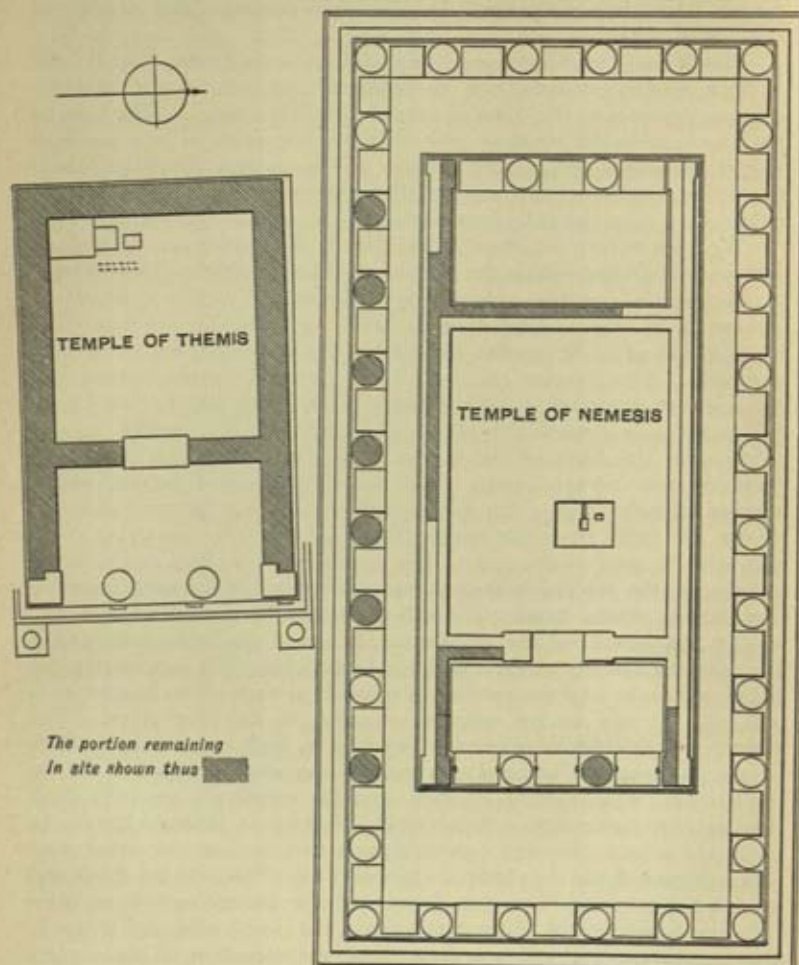 TEMPLE OF THEMIS
TEMPLE OF NEMESIS
The portion remaining
In site shown thus